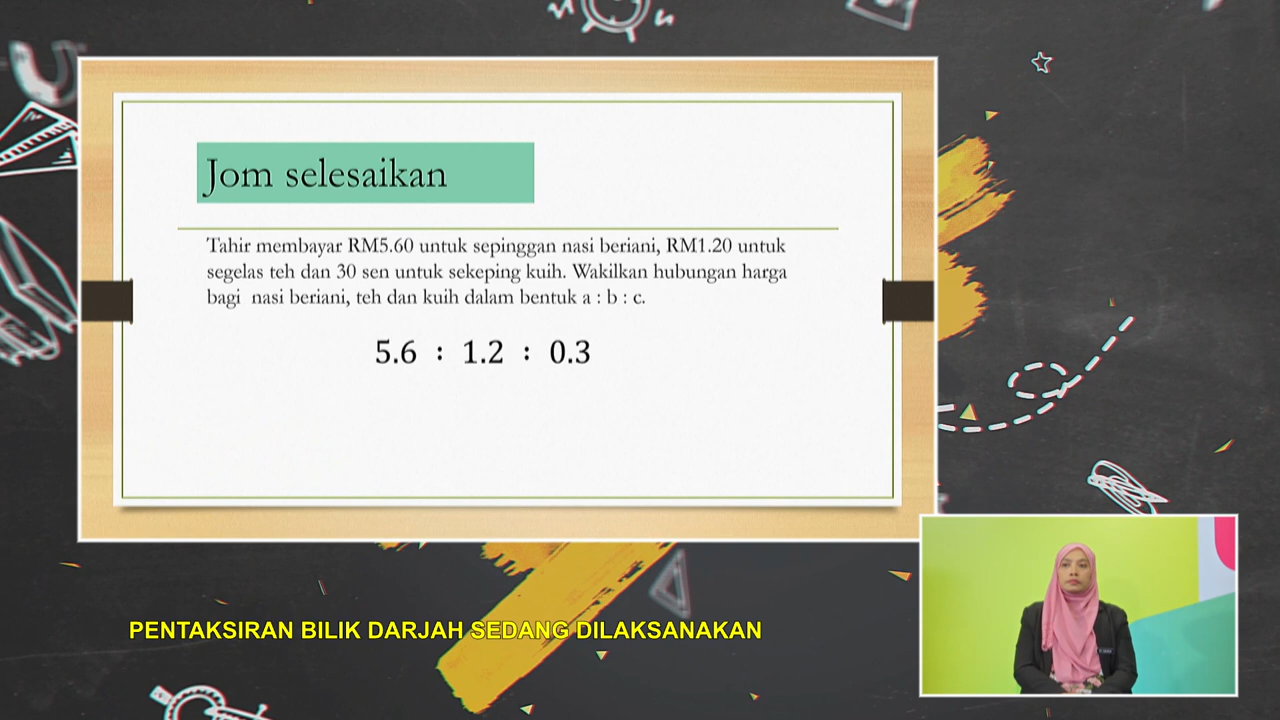 Jom selesaikan
Tahir membayar RM5.60 untuk sepinggan nasi beriani, RM1.20 untuk
segelas teh dan 30 sen untuk sekeping kuih. Wakilkan hubungan harga
bagi nasi beriani, teh dan kuih dalam bentuk a : b : c.
5.6 : 1.2 : 0.3
PENTAKSIRAN BILIK DARJAH SEDANG DILAKSANAKAN